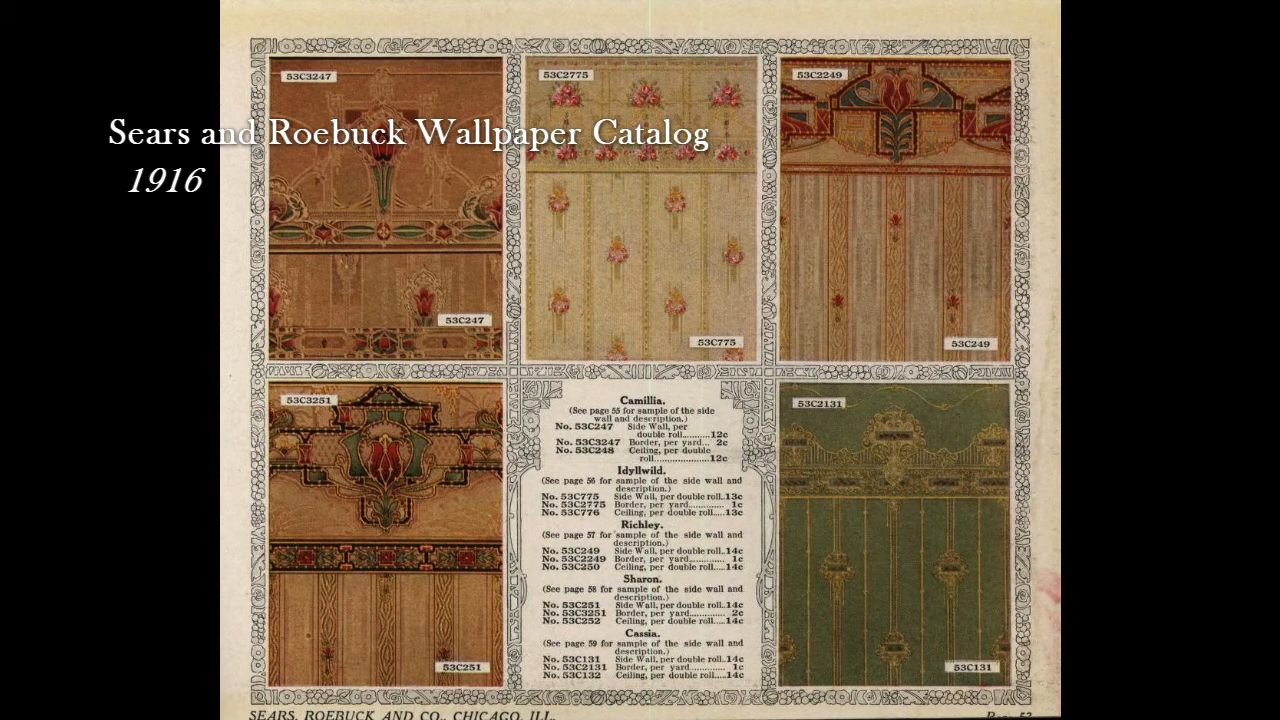 53C3247
53C2775
53C2249
Sears and Roebuck Wallpaper Catalog
1916
53C247
53C775
53C249
53C3251
53C2131
Camillia.
(See page 55 for sample of the side
wall and description.)
No. 53C247 Side Wall, per
double roll..........12c
No. 53C3247 Border, per yard... 2c
No. 53C248 Ceiling, per double
roll.....................12c
Idyllwild.
(See page 56 for sample of the side wall and
description.)
No. 53C775 Side Wall, per double roll..13c
No. 53C2775 Border, per yard............. 1c
No. 53C776 Ceiling, per double roll.....13c
Richley.
(See page 57 for sample of the side wall and
description.)
No. 53C249 Side Wall, per double roll..14c
No. 53C2249 Border, per yard............. 1c
No. 53C250 Ceiling, per double roll.....14c
Sharon.
(See page 58 for sample of the side wall and
description.)
No. 53C251 Side Wall, per double roll..14c
No. 53C3251 Border, per yard............. 2c
No. 53C252 Ceiling, per double roll.....14c
Cassia.
(See page 59 for sample of the side wall and
description.)
No. 53C131 Side Wall, per double roll..14c
No. 53C2131 Border, per yard............. 1c
No. 53C132 Ceiling, per double roll.....14c
53C251
53C131
SEARS, ROEBUCK AND CO., CHICAGO, ILL.